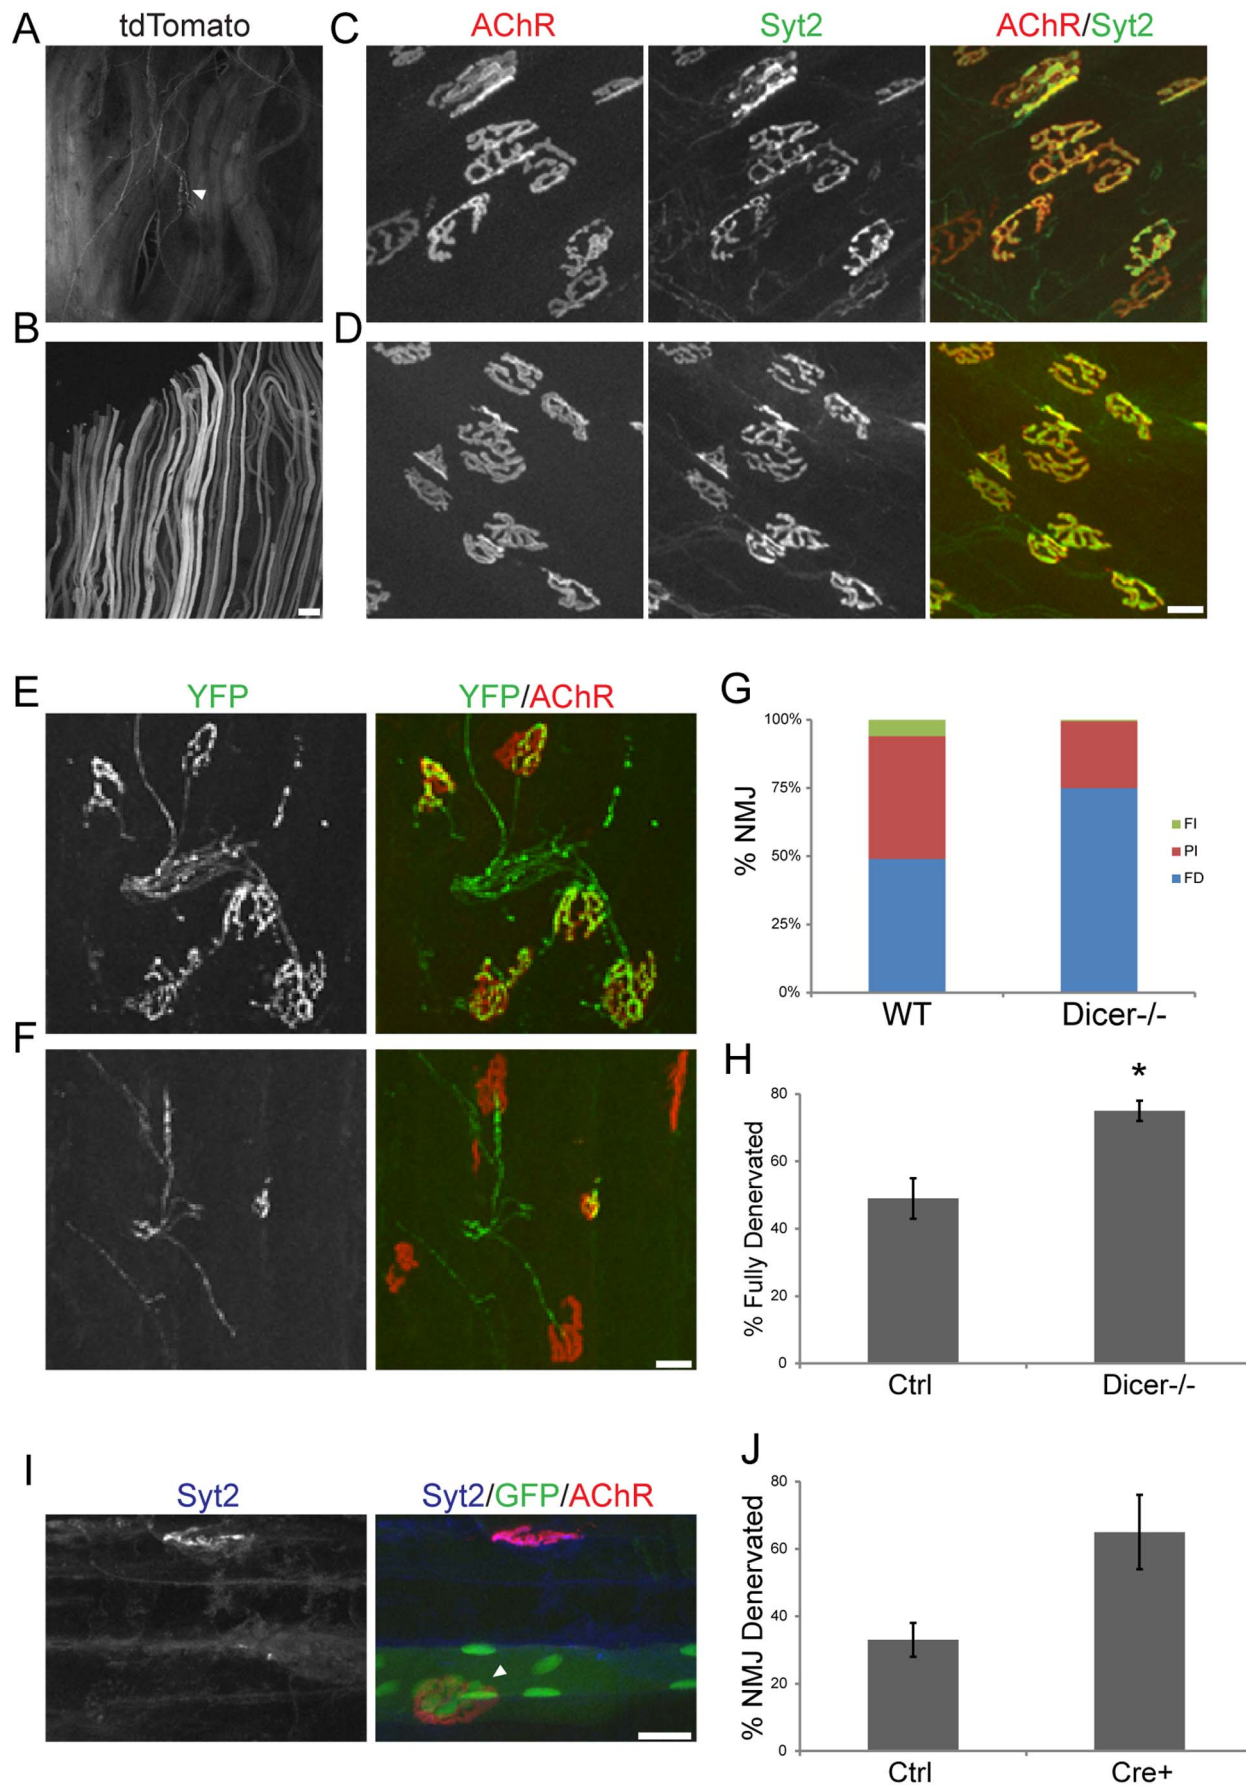 A
tdTomato
C
AChR
Syt2
AChR/Syt2
B
D
E
YFP
YFP/AChR
F
G
100%
75%
50%
25%
0%
% NMJ
WT
Dicer-/-
FI
PI
FD
H
*
80
60
40
20
0
% Fully Denervated
Ctrl
Dicer-/-
I
Syt2
Syt2/GFP/AChR
J
80
60
40
20
0
% NMJ Denervated
Ctrl
Cre+